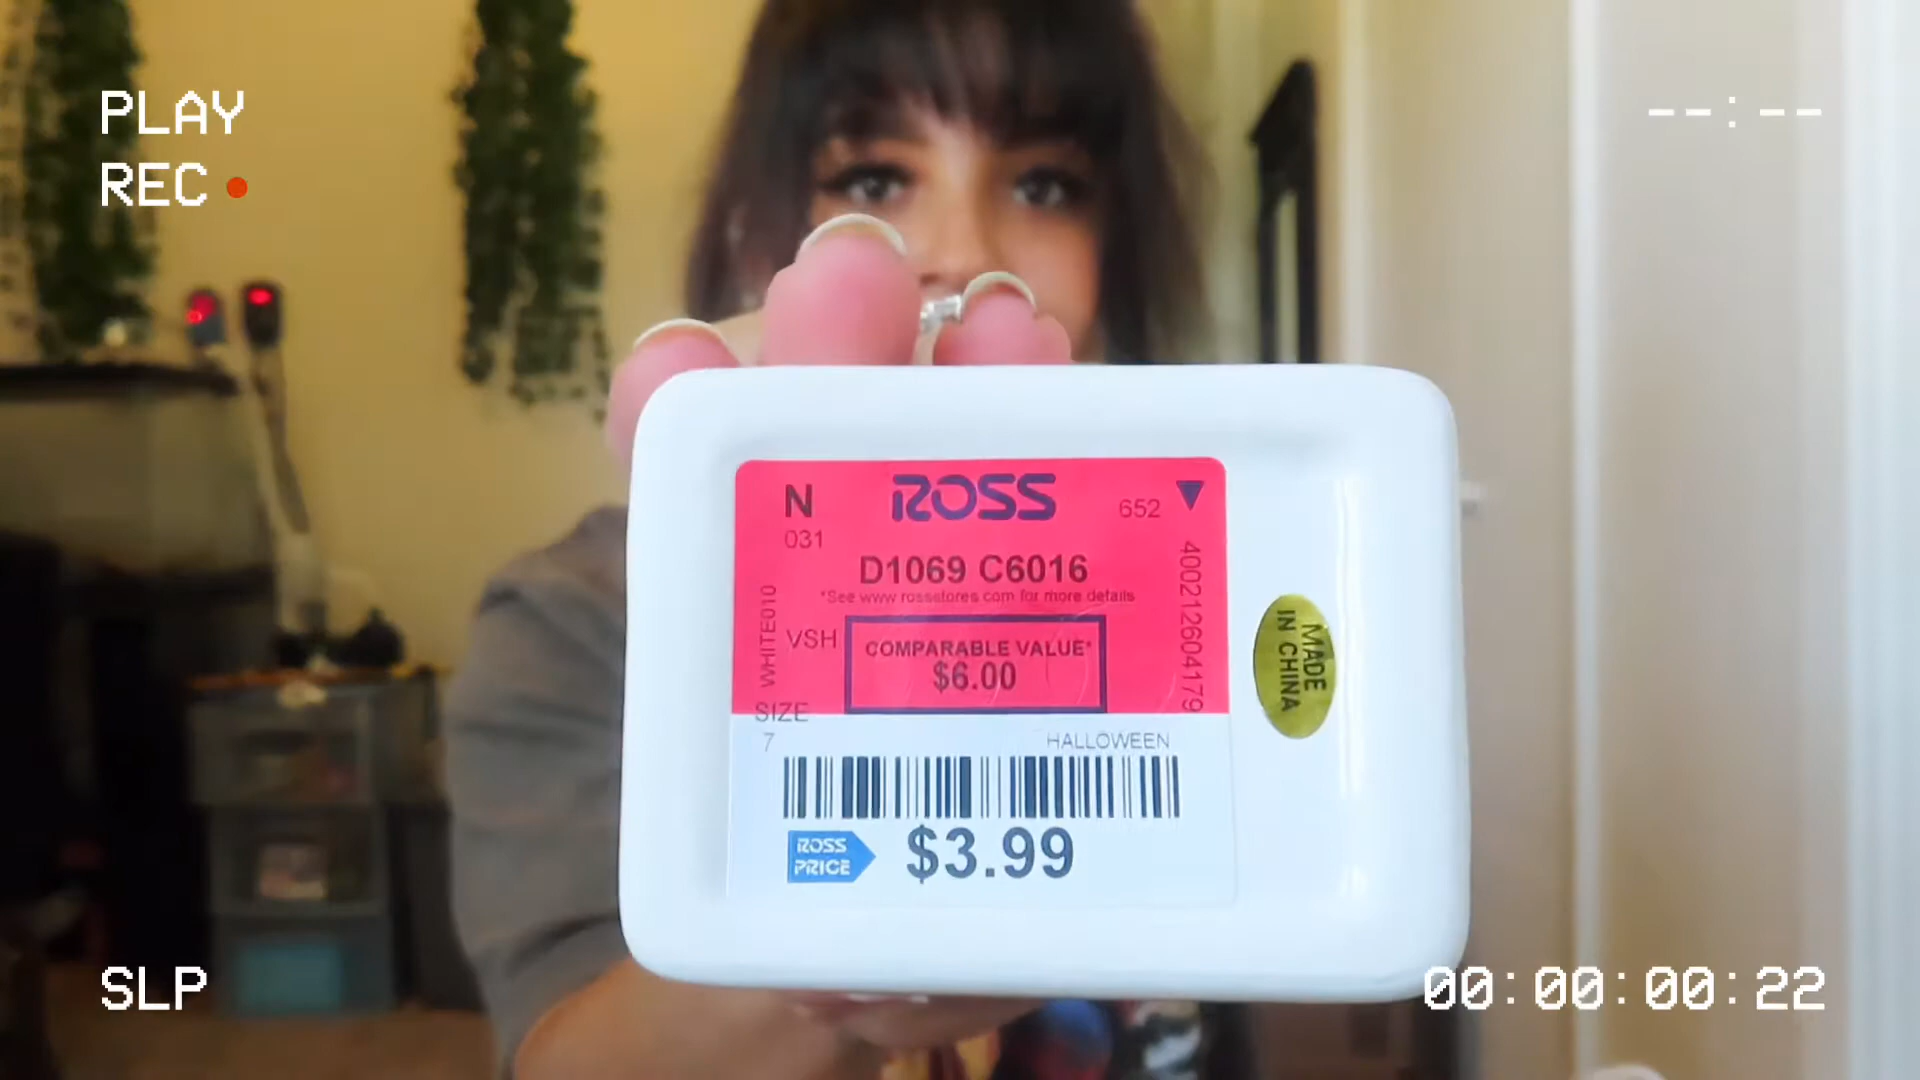 PLAY
--:--
REC
N
ROSS
652
031
D1069 C6016
*See www.rossstores.com for more details
400212604179
WHITE010
VSH
COMPARABLE VALUE*
$6.00
SIZE
7
HALLOWEEN
ROSS
PRICE
$3.99
MADE
IN CHINA
SLP
00:00:00:22